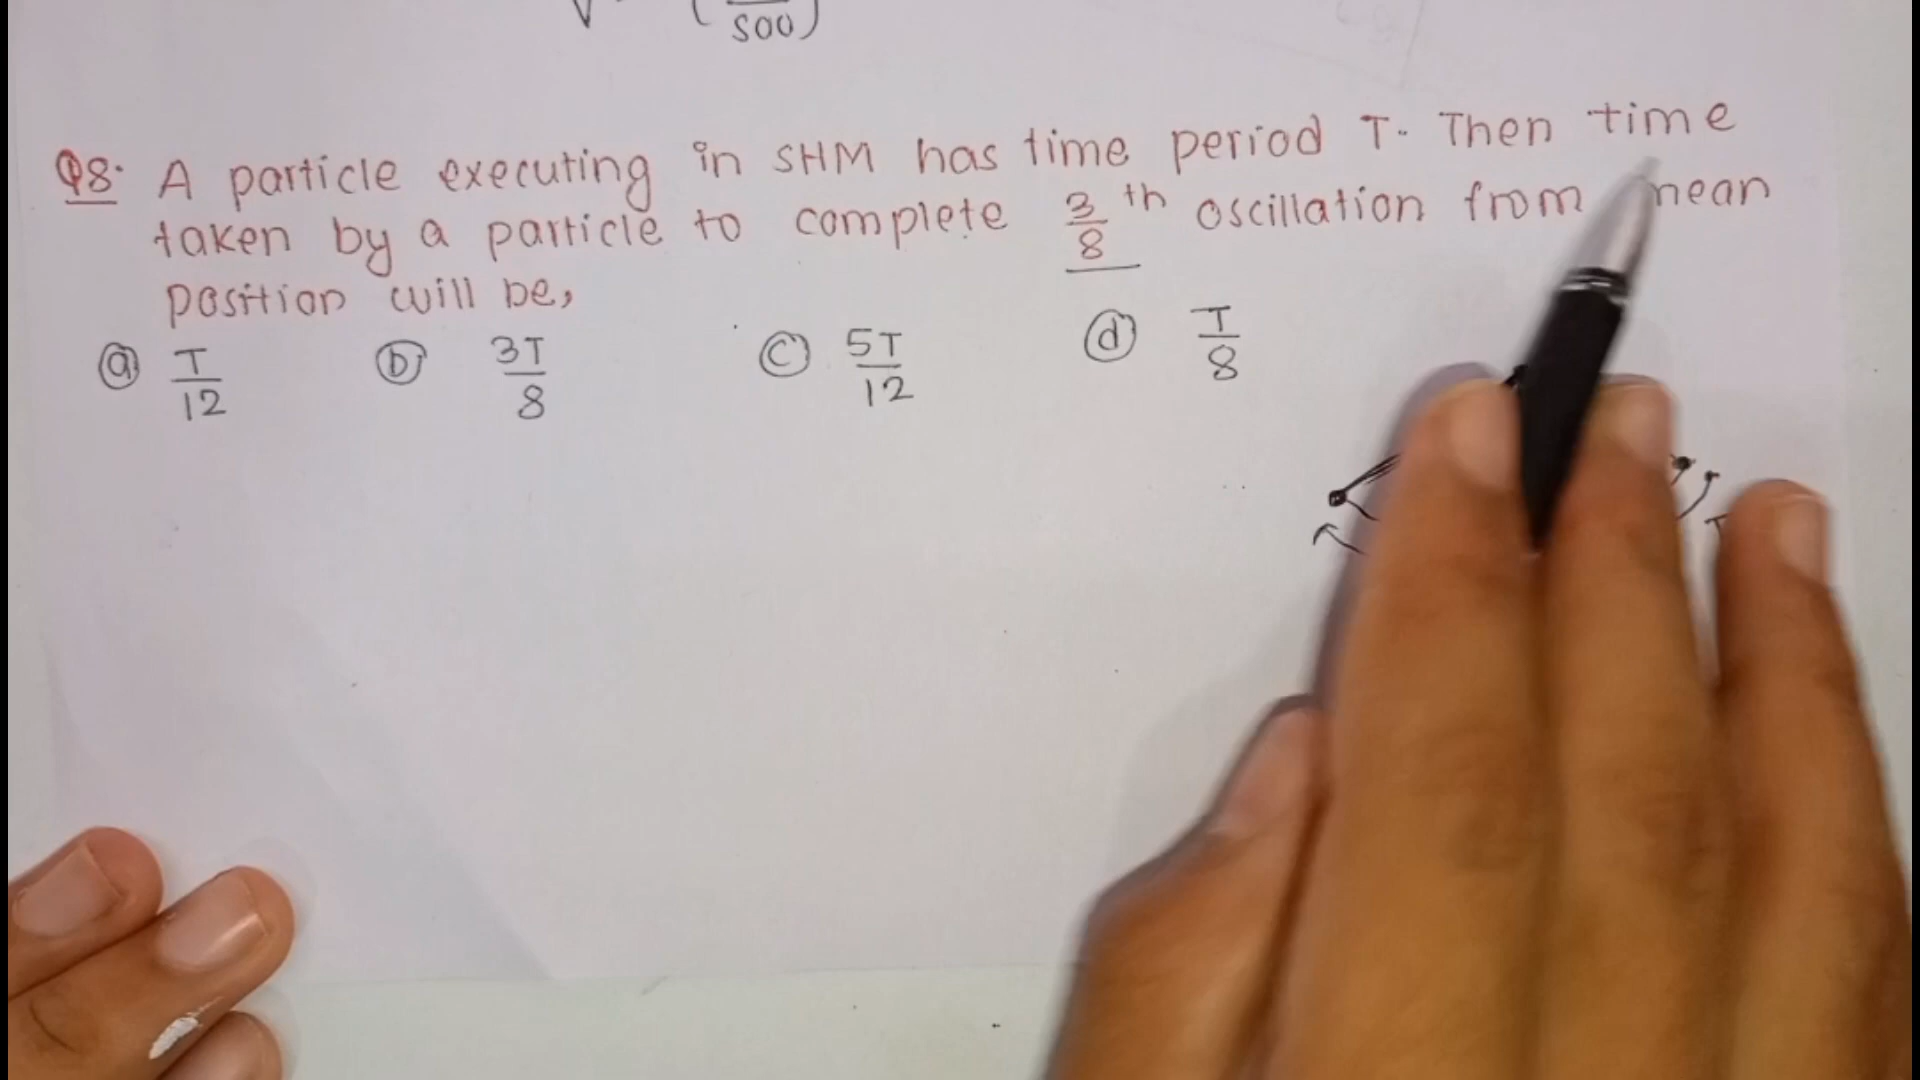 500)
Q8. A particle executing in SHM has time period T. Then time
taken by a particle to complete 3/8 th oscillation from mean
position will be,
ⓐ T/12 ⓑ 3T/8 ⓒ 5T/12 ⓓ T/8